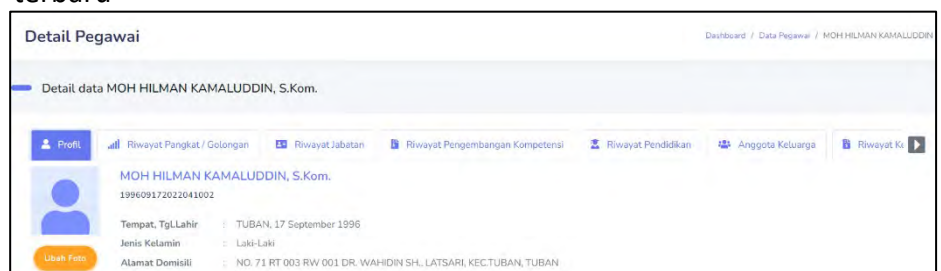 terbaru
Detail Pegawai
Dashboard / Data Pegawai / MOH HILMAN KAMALUDDIN
Detail data MOH HILMAN KAMALUDDIN, S.Kom.
Profil Riwayat Pangkat / Golongan Riwayat Jabatan Riwayat Pengembangan Kompetensi Riwayat Pendidikan Anggota Keluarga Riwayat
MOH HILMAN KAMALUDDIN, S.Kom.
199609172022041002
Tempat, Tgl.Lahir : TUBAN, 17 September 1996
Jenis Kelamin : Laki-Laki
Ubah Foto
Alamat Domisili : NO. 71 RT 003 RW 001 DR. WAHIDIN SH., LATSARI, KEC.TUBAN, TUBAN